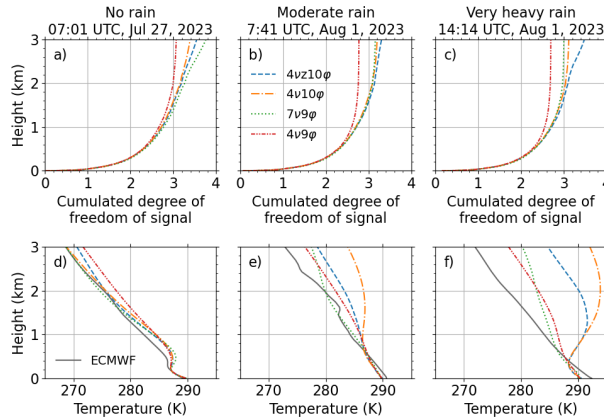 No rain
07:01 UTC, Jul 27, 2023
Moderate rain
7:41 UTC, Aug 1, 2023
Very heavy rain
14:14 UTC, Aug 1, 2023
3
2
1
0
Height (km)
a)
b)
c)
4νz10φ
4ν10φ
7ν9φ
4ν9φ
0 1 2 3 4
0 1 2 3 4
0 1 2 3 4
Cumulated degree of
freedom of signal
Cumulated degree of
freedom of signal
Cumulated degree of
freedom of signal
3
2
1
0
Height (km)
d)
e)
f)
ECMWF
270 280 290
270 280 290
270 280 290
Temperature (K)
Temperature (K)
Temperature (K)